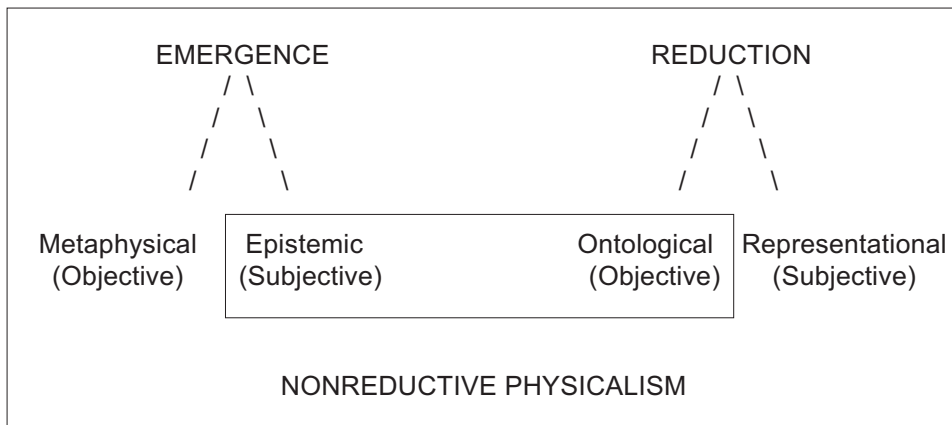 EMERGENCE REDUCTION
Metaphysical Epistemic Ontological Representational
(Objective) (Subjective) (Objective) (Subjective)
NONREDUCTIVE PHYSICALISM